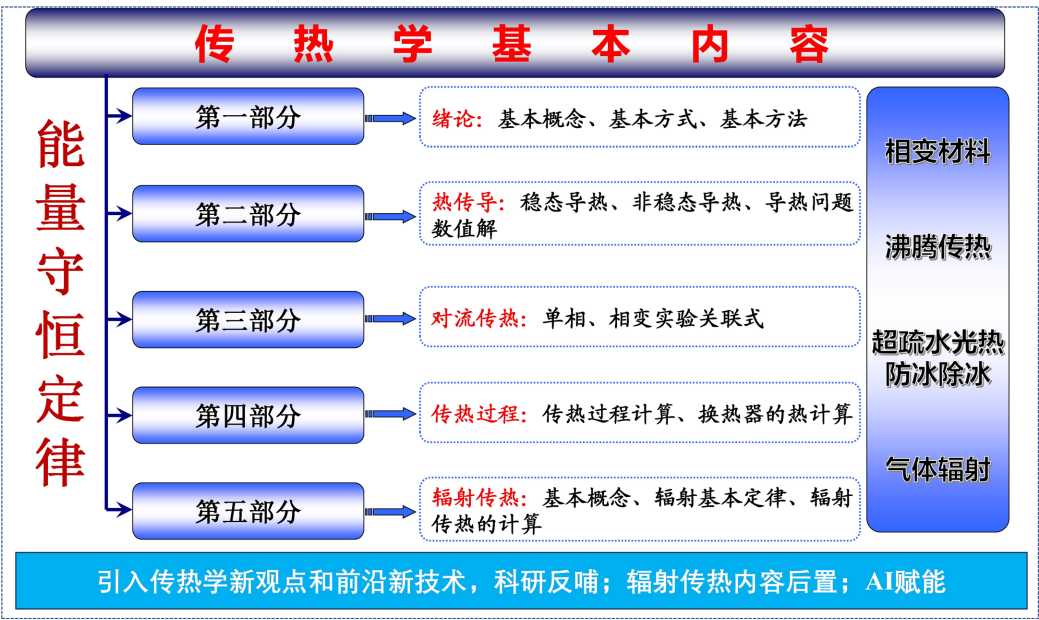 传热学基本内容
能量守恒定律
第一部分
绪论：基本概念、基本方式、基本方法
第二部分
热传导：稳态导热、非稳态导热、导热问题
数值解
第三部分
对流传热：单相、相变实验关联式
第四部分
传热过程：传热过程计算、换热器的热计算
第五部分
辐射传热：基本概念、辐射基本定律、辐射
传热的计算
相变材料
沸腾传热
超疏水光热
防冰除冰
气体辐射
引入传热学新观点和前沿新技术，科研反哺；辐射传热内容后置；AI赋能